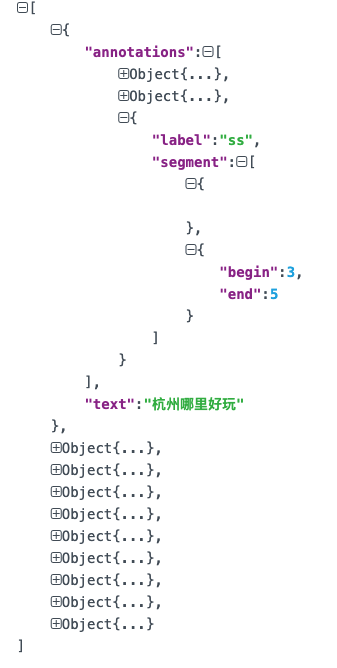 [
{
"annotations":[
Object{...},
Object{...},
{
"label":"ss",
"segment":[
{
},
{
"begin":3,
"end":5
}
]
}
],
"text":"杭州哪里好玩"
},
Object{...},
Object{...},
Object{...},
Object{...},
Object{...},
Object{...},
Object{...},
Object{...},
Object{...}
]